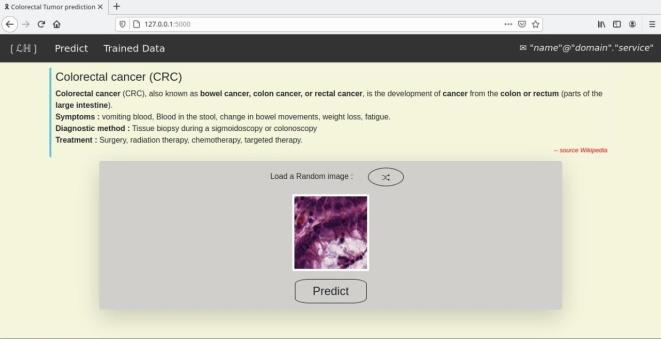 Colorectal Tumor prediction
127.0.0.1:5000
{ ℒℍ } Predict Trained Data "name"@"domain"."service"
Colorectal cancer (CRC)
Colorectal cancer (CRC), also known as bowel cancer, colon cancer, or rectal cancer, is the development of cancer from the colon or rectum (parts of the
large intestine).
Symptoms : vomiting blood, Blood in the stool, change in bowel movements, weight loss, fatigue.
Diagnostic method : Tissue biopsy during a sigmoidoscopy or colonoscopy
Treatment : Surgery, radiation therapy, chemotherapy, targeted therapy.
-- source Wikipedia
Load a Random image :
Predict